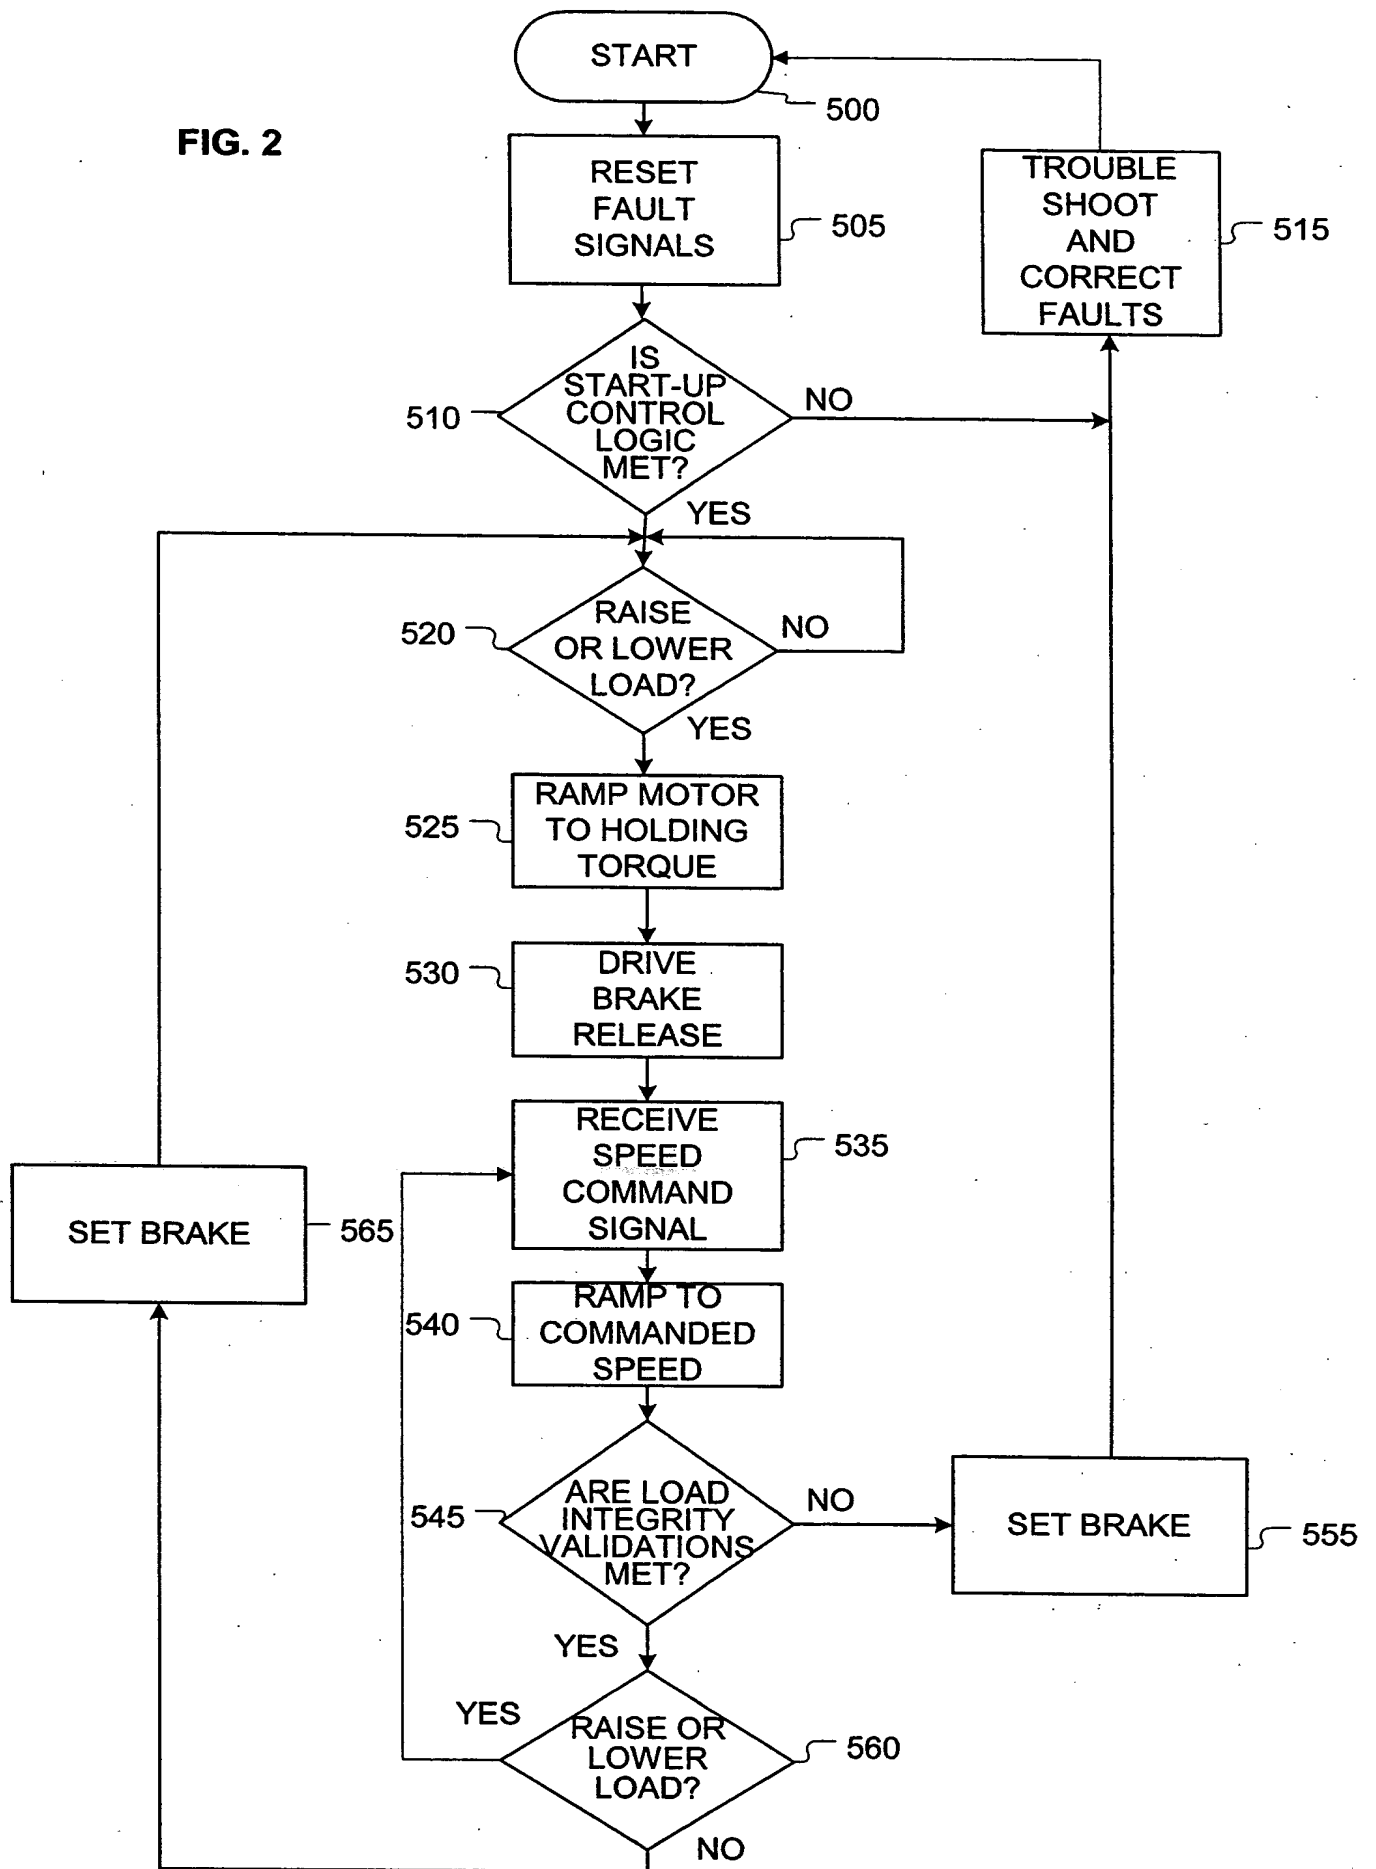 START
500
FIG. 2
RESET
FAULT
SIGNALS
505
TROUBLE
SHOOT
AND
CORRECT
FAULTS
515
IS
START-UP
CONTROL
LOGIC
MET?
510
NO
YES
RAISE
OR LOWER
LOAD?
520
NO
YES
RAMP MOTOR
TO HOLDING
TORQUE
525
DRIVE
BRAKE
RELEASE
530
RECEIVE
SPEED
COMMAND
SIGNAL
535
SET BRAKE
565
RAMP TO
COMMANDED
SPEED
540
ARE LOAD
INTEGRITY
VALIDATIONS
MET?
545
NO
SET BRAKE
555
YES
YES
RAISE OR
LOWER
LOAD?
560
NO